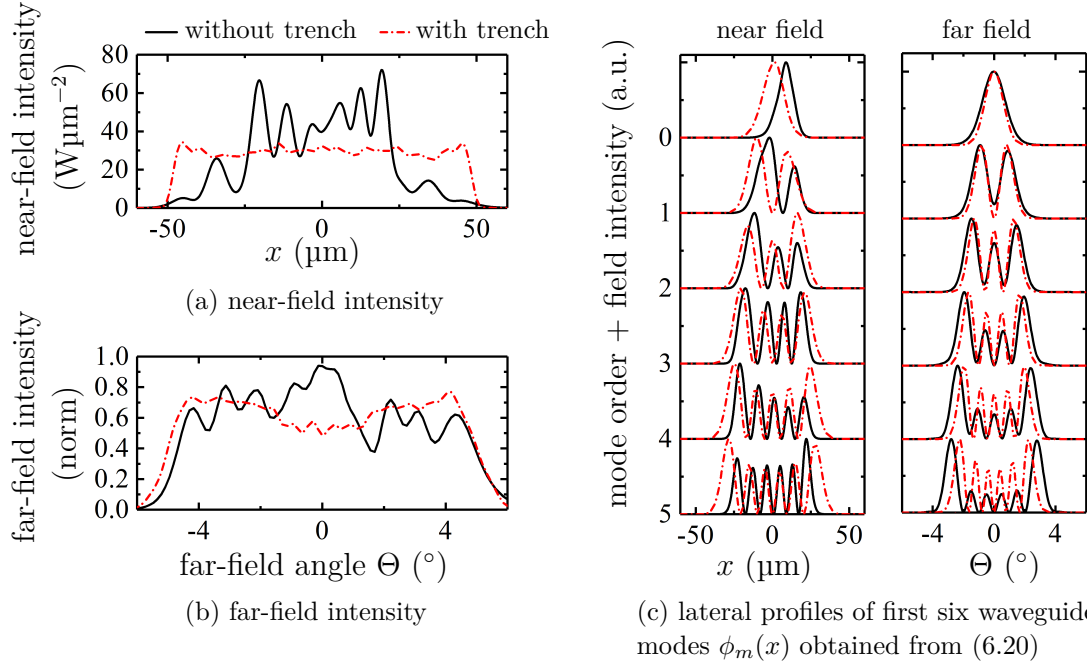 without trench
with trench
near-field intensity
(Wµm⁻²)
80
60
40
20
0
-50
0
50
x (µm)
(a) near-field intensity
far-field intensity
(norm)
1.0
0.8
0.6
0.4
0.2
0.0
-4
0
4
far-field angle Θ (°)
(b) far-field intensity
near field
far field
mode order + field intensity (a.u.)
0
1
2
3
4
5
-50
0
50
x (µm)
-4
0
4
Θ (°)
(c) lateral profiles of first six waveguide
modes ϕₘ(x) obtained from (6.20)